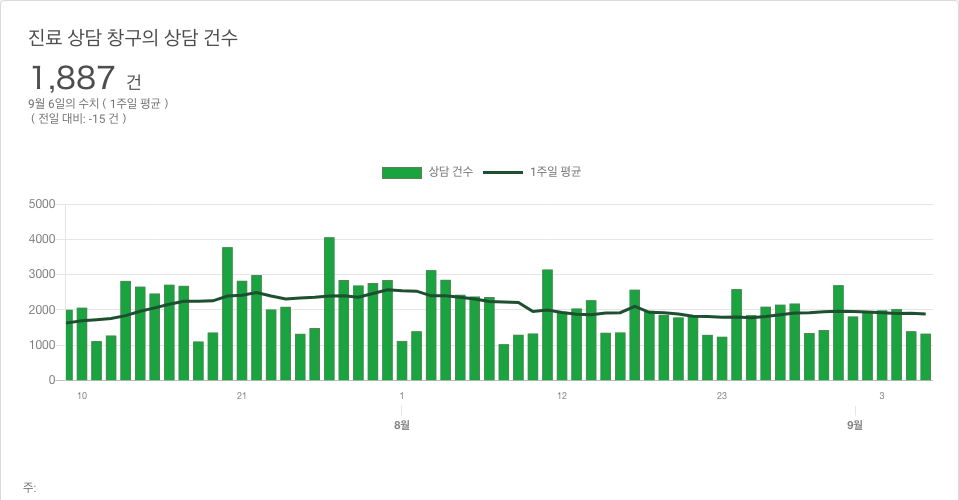 진료 상담 창구의 상담 건수
1,887 건
9월 6일의 수치 ( 1주일 평균 )
( 전일 대비: -15 건 )
상담 건수 1주일 평균
5000
4000
3000
2000
1000
0
10 21 1 12 23 3
8월 9월
주: